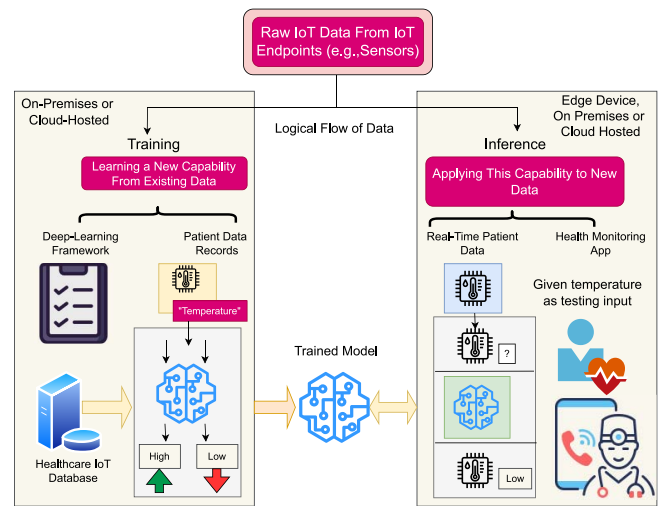 Raw IoT Data From IoT
Endpoints (e.g.,Sensors)
On-Premises or
Cloud-Hosted
Training
Learning a New Capability
From Existing Data
Deep-Learning
Framework
Patient Data
Records
"Temperature"
High
Low
Healthcare IoT
Database
Logical Flow of Data
Trained Model
Edge Device,
On Premises or
Cloud Hosted
Inference
Applying This Capability to New
Data
Real-Time Patient
Data
Health Monitoring
App
Given temperature
as testing input
?
Low